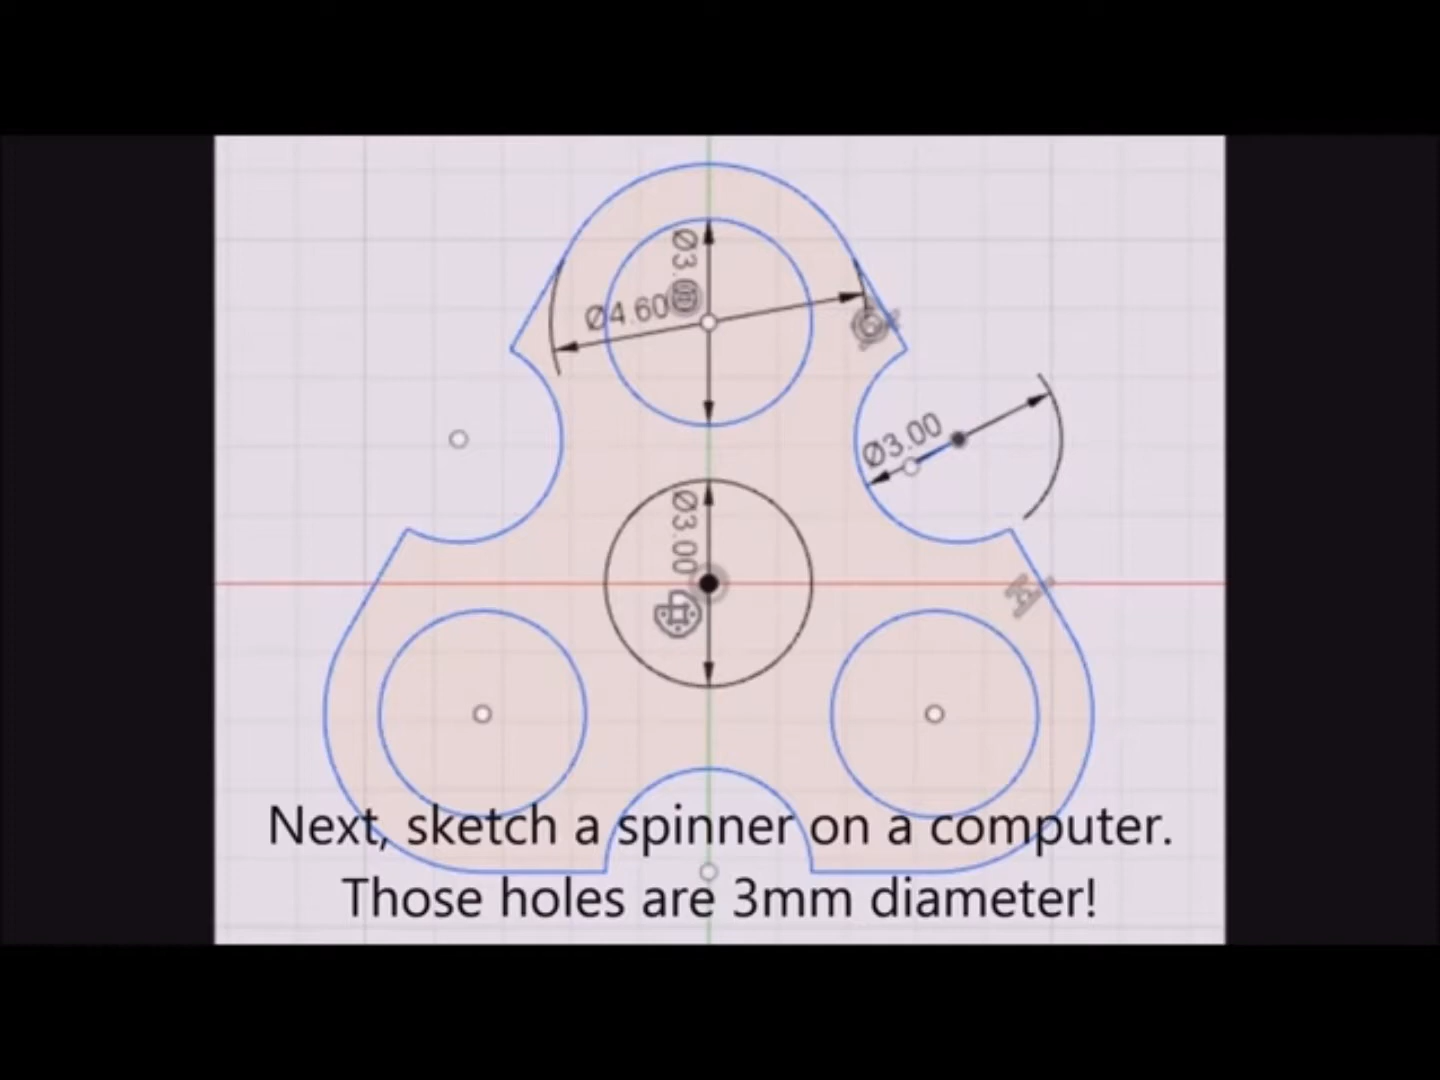 Ø3.00
Ø4.60
Ø3.00
Ø3.00
Next, sketch a spinner on a computer.
Those holes are 3mm diameter!